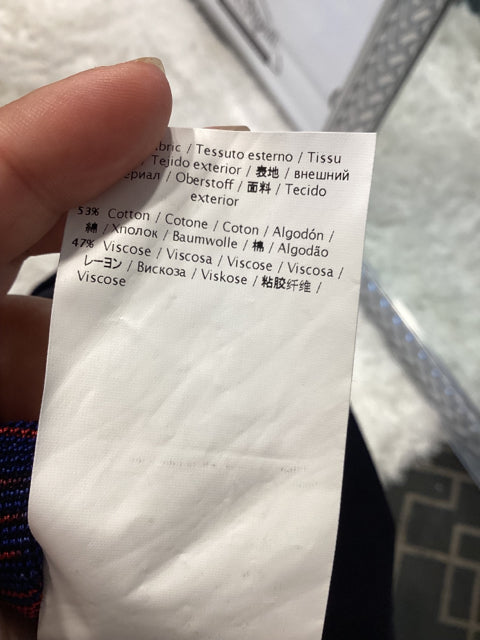 / Tessuto esterno / Tissu
/ Tejido exterior / 表地 / внешний
/ Oberstoff / 面料 / Tecido
exterior
53% Cotton / Cotone / Coton / Algodón /
綿 / Хлопок / Baumwolle / 棉 / Algodão
47% Viscose / Viscosa / Viscose / Viscosa /
レーヨン / Вискоза / Viskose / 粘胶纤维 /
Viscose